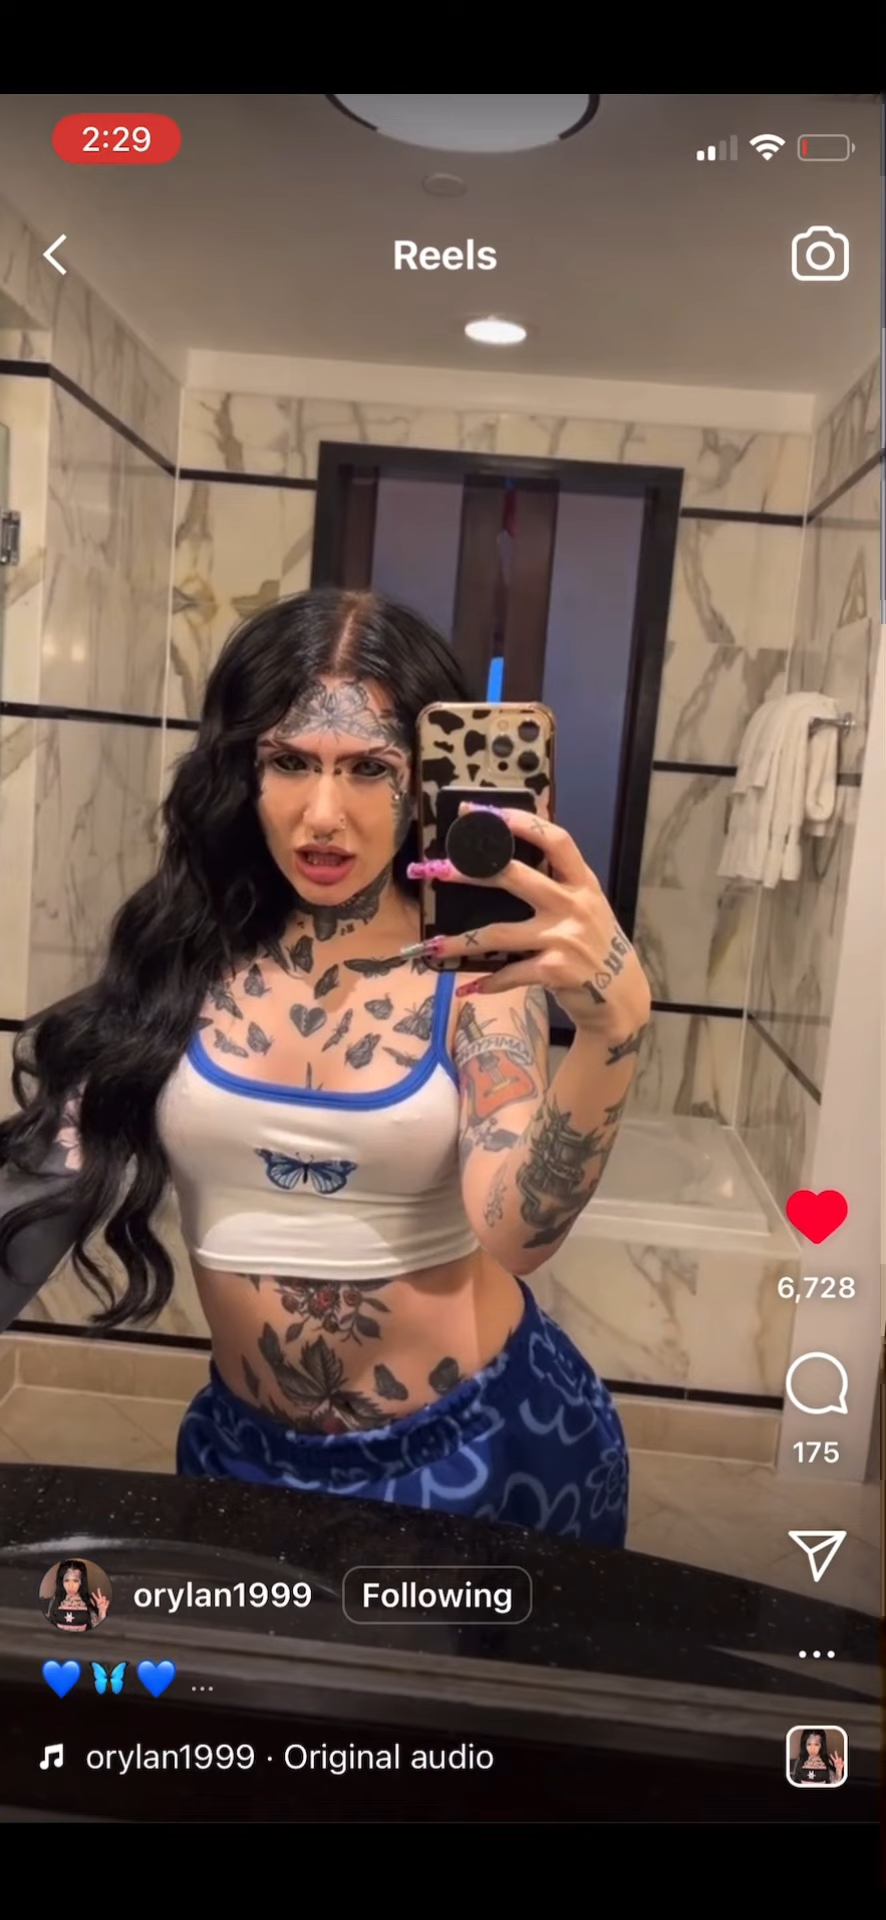 2:29
Reels
6,728
175
orylan1999 Following
💙🦋💙 ...
orylan1999 · Original audio